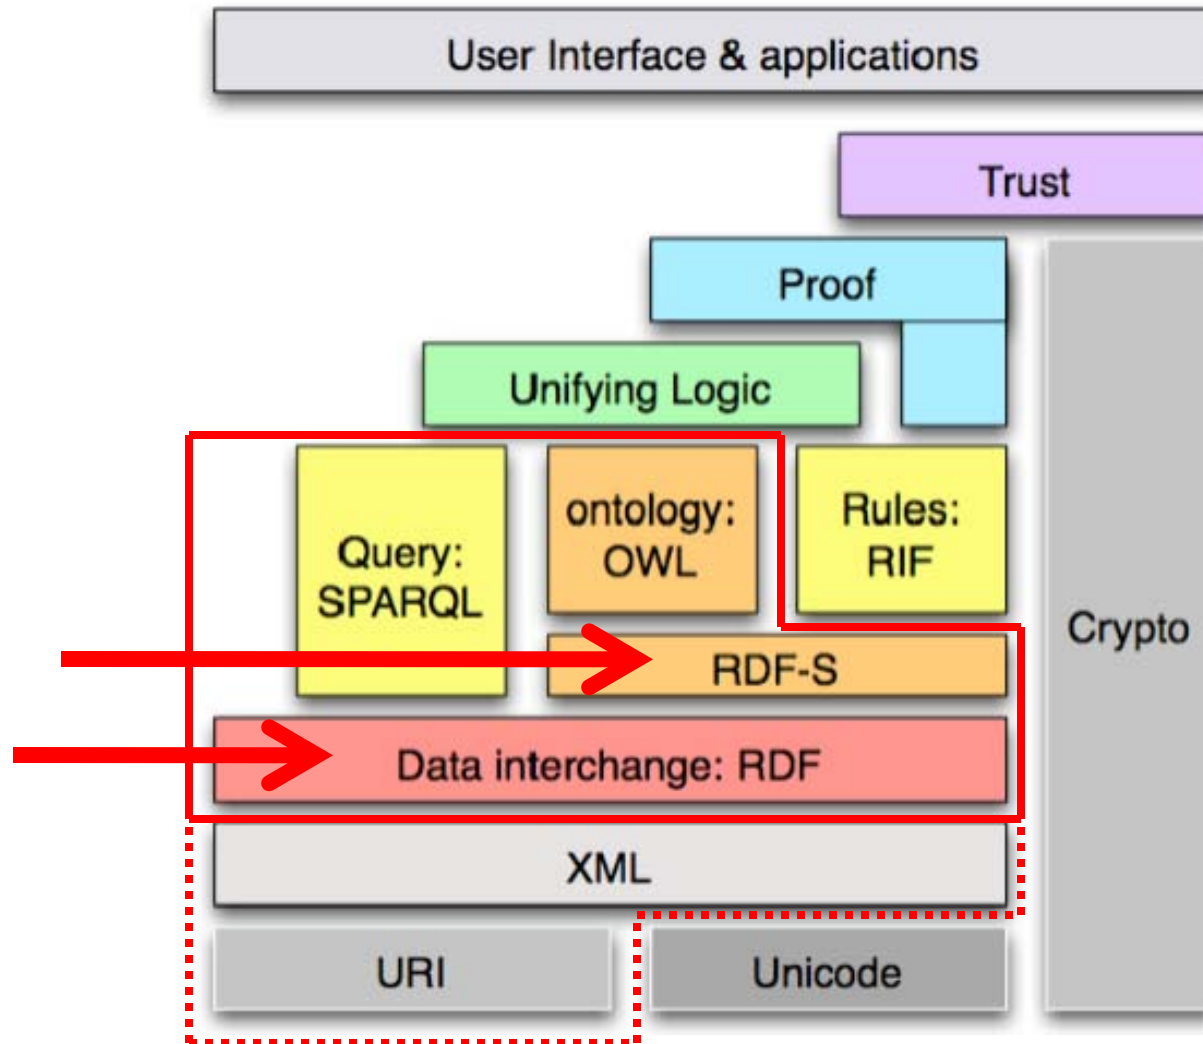 User Interface & applications
Trust
Proof
Unifying Logic
ontology:
OWL
Rules:
RIF
Query:
SPARQL
Crypto
RDF-S
Data interchange: RDF
XML
URI
Unicode